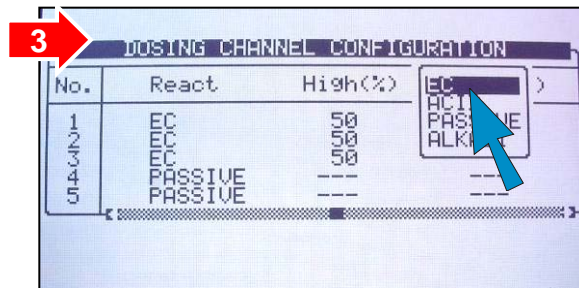 3
DOSING CHANNEL CONFIGURATION
No. React High(%) )
EC
PASSIVE
1 EC 50
2 EC 50
3 EC 50
4 PASSIVE --- ---
5 PASSIVE --- ---